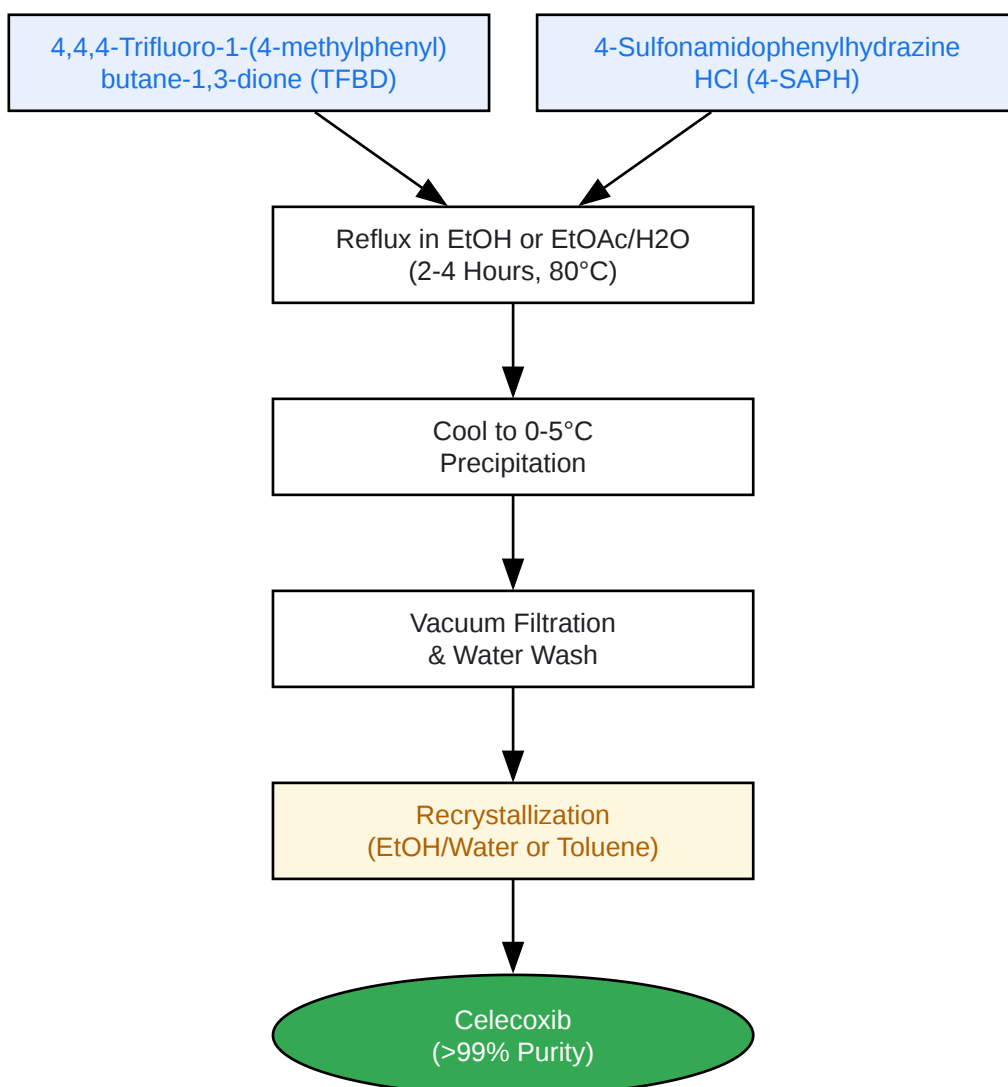 4,4,4-Trifluoro-1-(4-methylphenyl)
butane-1,3-dione (TFBD)
4-Sulfonamidophenylhydrazine
HCl (4-SAPH)
Reflux in EtOH or EtOAc/H2O
(2-4 Hours, 80°C)
Cool to 0-5°C
Precipitation
Vacuum Filtration
& Water Wash
Recrystallization
(EtOH/Water or Toluene)
Celecoxib
(>99% Purity)